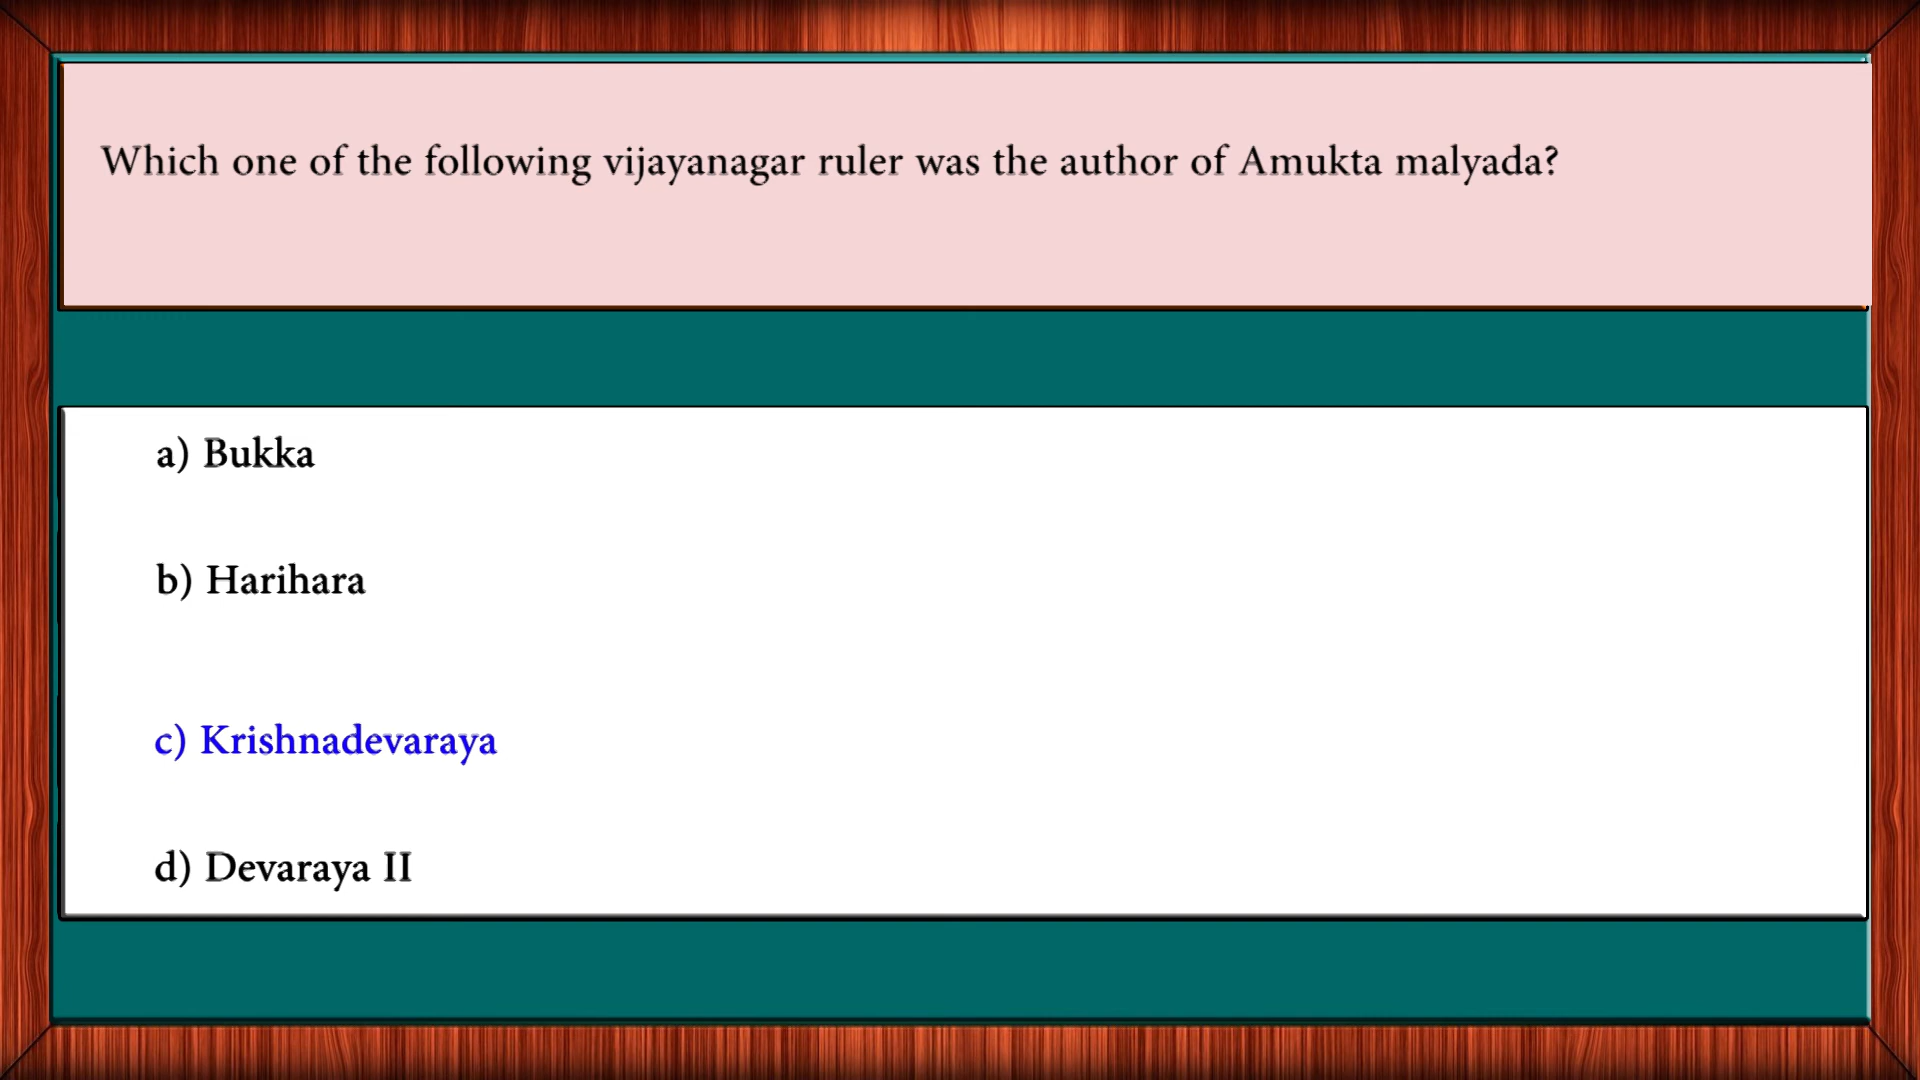 Which one of the following vijayanagar ruler was the author of Amukta malyada?
a) Bukka
b) Harihara
c) Krishnadevaraya
d) Devaraya II